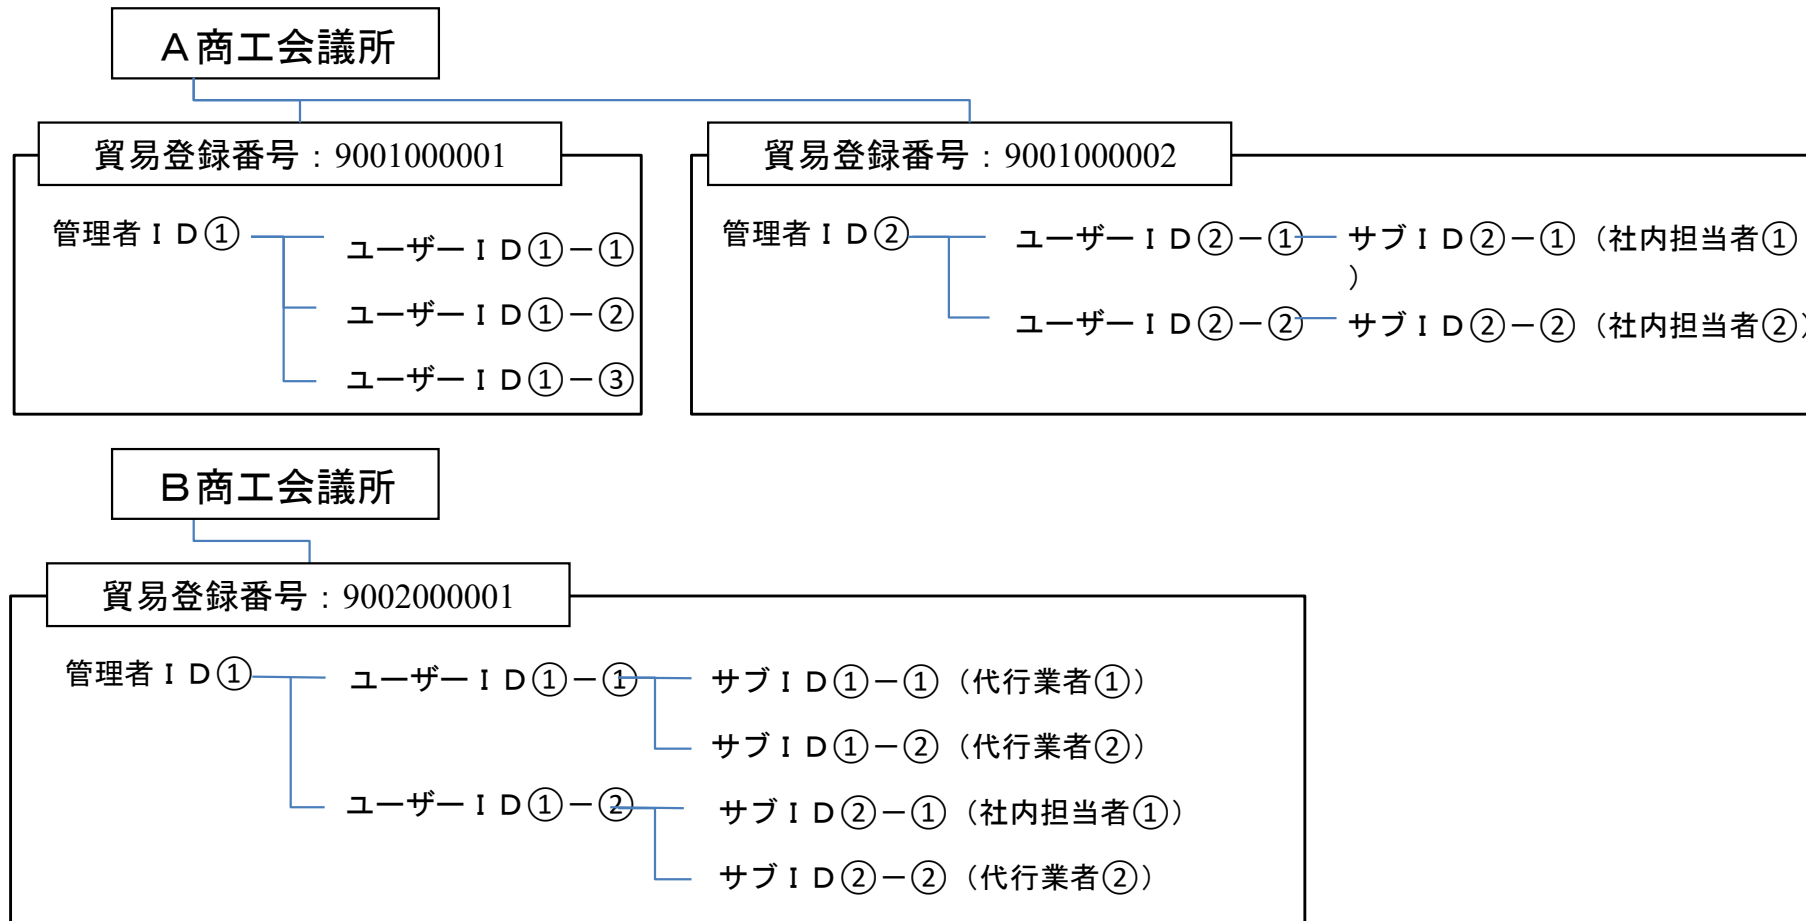 A商工会議所
貿易登録番号：9001000001
管理者ＩＤ①
ユーザーＩＤ①－①
ユーザーＩＤ①－②
ユーザーＩＤ①－③
貿易登録番号：9001000002
管理者ＩＤ②
ユーザーＩＤ②－① サブＩＤ②－①（社内担当者①
）
ユーザーＩＤ②－② サブＩＤ②－②（社内担当者②）
B商工会議所
貿易登録番号：9002000001
管理者ＩＤ①
ユーザーＩＤ①－①
サブＩＤ①－①（代行業者①）
サブＩＤ①－②（代行業者②）
ユーザーＩＤ①－②
サブＩＤ②－①（社内担当者①）
サブＩＤ②－②（代行業者②）